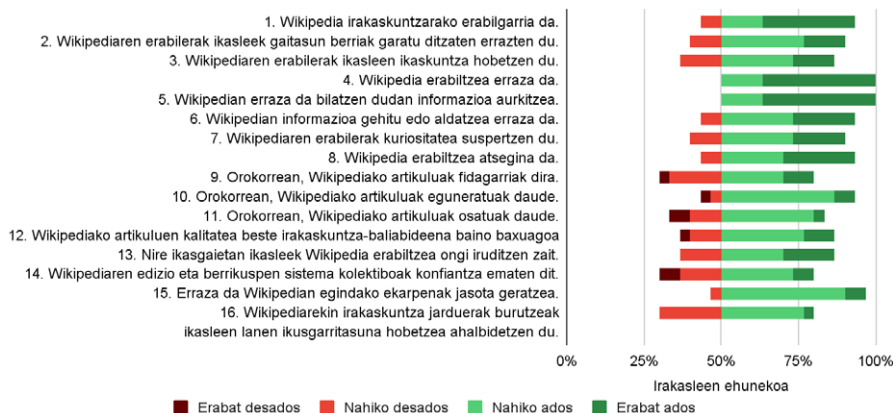 1. Wikipedia irakaskuntzarako erabilgarria da.
2. Wikipediaren erabilerak ikasleek gaitasun berriak garatu ditzaten errazten du.
3. Wikipediaren erabilerak ikasleen ikaskuntza hobetzen du.
4. Wikipedia erabiltzea erraza da.
5. Wikipedian erraza da bilatzen dudan informazioa aurkitzea.
6. Wikipedian informazioa gehitu edo aldatzea erraza da.
7. Wikipediaren erabilerak kuriositatea suspertzen du.
8. Wikipedia erabiltzea atsegina da.
9. Orokorrean, Wikipediako artikuluak fidagarriak dira.
10. Orokorrean, Wikipediako artikuluak eguneratuak daude.
11. Orokorrean, Wikipediako artikuluak osatuak daude.
12. Wikipediako artikuluen kalitatea beste irakaskuntza-baliabideena baino baxuagoa
13. Nire ikasgaietan ikasleek Wikipedia erabiltzea ongi iruditzen zait.
14. Wikipediaren edizio eta berrikuspen sistema kolektiboak konfiantza ematen dit.
15. Erraza da Wikipedian egindako ekarpenak jasota geratzea.
16. Wikipediarekin irakaskuntza jarduerak burutzeak
ikasleen lanen ikusgarritasuna hobetzea ahalbidetzen du.
0% 25% 50% 75% 100%
Irakasleen ehunekoa
Erabat desados Nahiko desados Nahiko ados Erabat ados